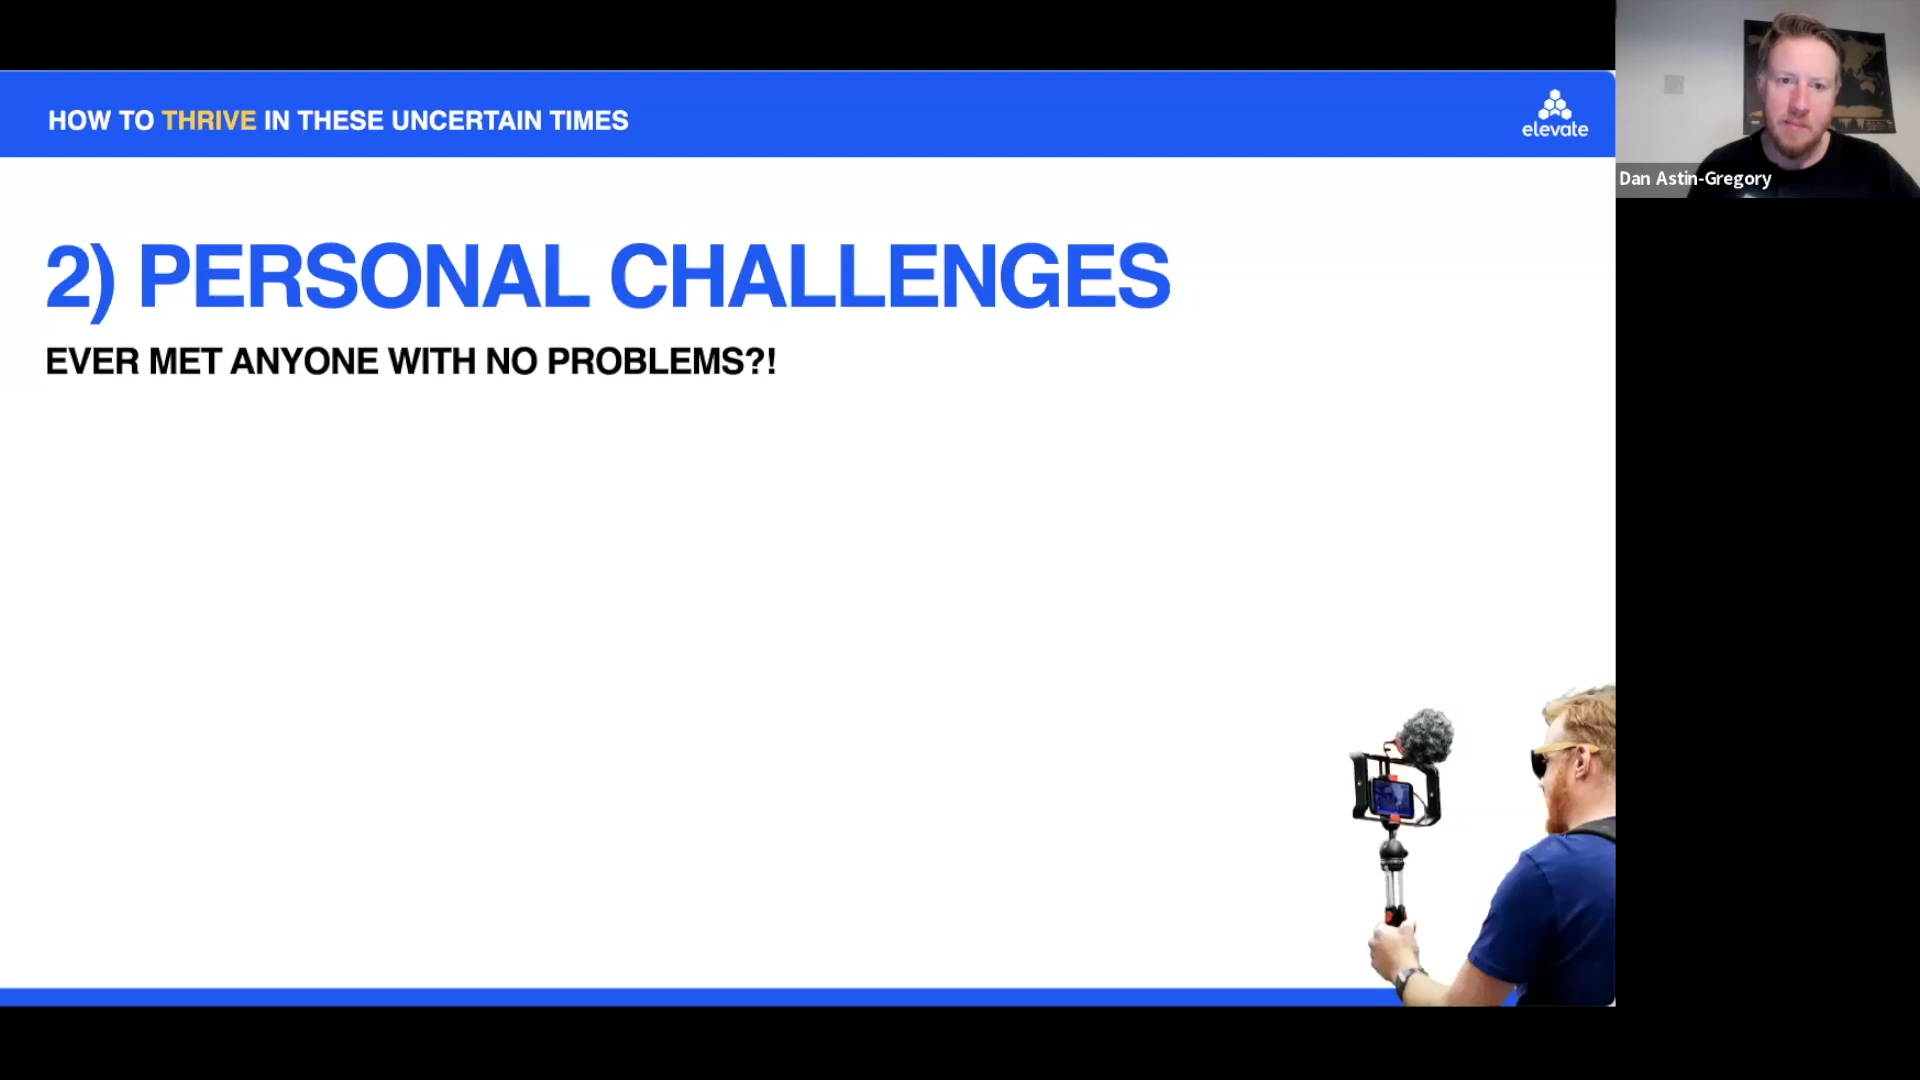 HOW TO THRIVE IN THESE UNCERTAIN TIMES
elevate
Dan Astin-Gregory
2) PERSONAL CHALLENGES
EVER MET ANYONE WITH NO PROBLEMS?!